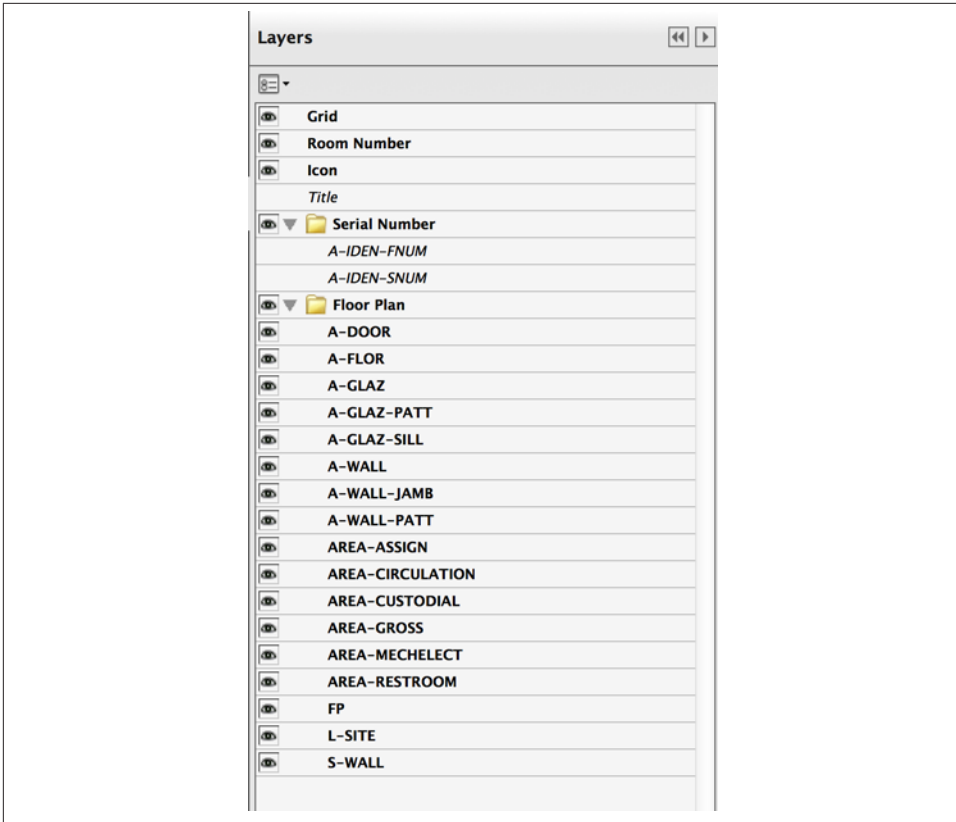 Layers
Grid
Room Number
Icon
Title
Serial Number
A-IDEN-FNUM
A-IDEN-SNUM
Floor Plan
A-DOOR
A-FLOR
A-GLAZ
A-GLAZ-PATT
A-GLAZ-SILL
A-WALL
A-WALL-JAMB
A-WALL-PATT
AREA-ASSIGN
AREA-CIRCULATION
AREA-CUSTODIAL
AREA-GROSS
AREA-MECHELECT
AREA-RESTROOM
FP
L-SITE
S-WALL